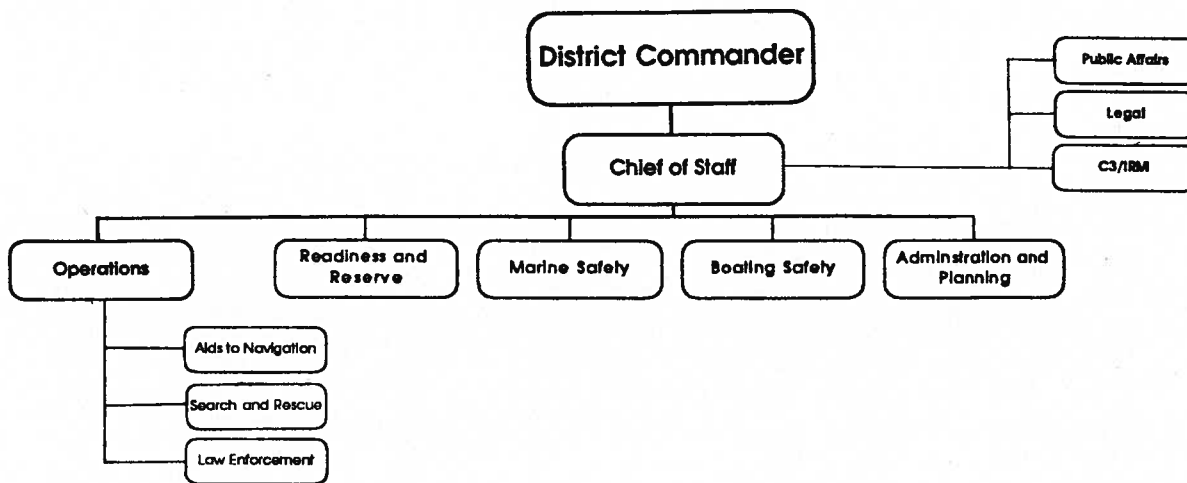 District Commander
Public Affairs
Legal
C3/IRM
Chief of Staff
Operations
Readiness and
Reserve
Marine Safety
Boating Safety
Adminstration and
Planning
Aids to Navigation
Search and Rescue
Law Enforcement